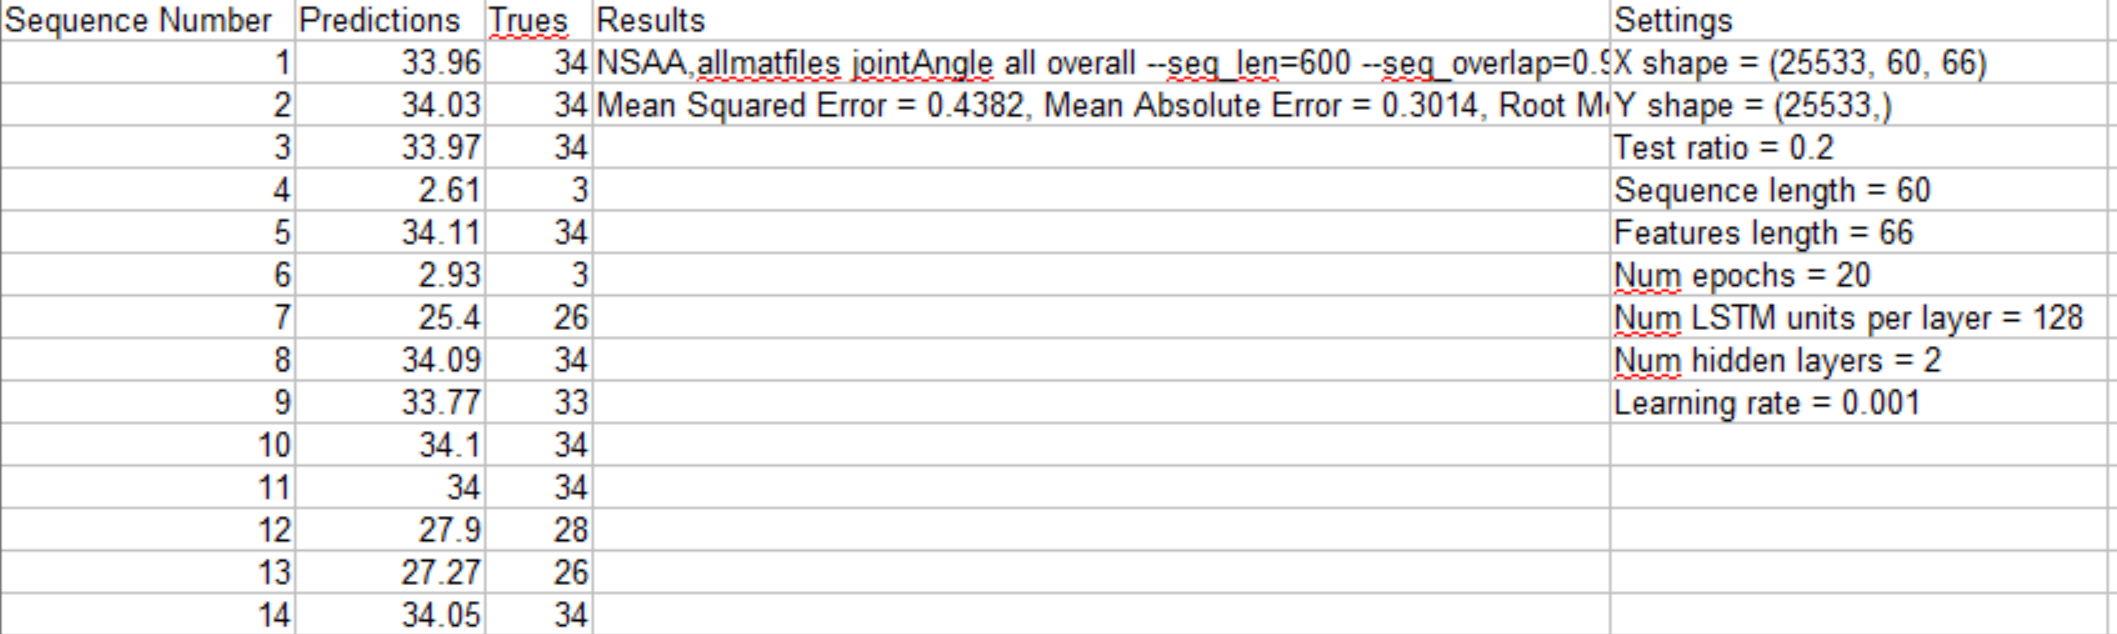 Sequence Number Predictions Trues Results Settings
1 33.96 34 NSAA,allmatfiles jointAngle all overall --seq_len=600 --seq_overlap=0.9 X shape = (25533, 60, 66)
2 34.03 34 Mean Squared Error = 0.4382, Mean Absolute Error = 0.3014, Root Y shape = (25533,)
3 33.97 34 Test ratio = 0.2
4 2.61 3 Sequence length = 60
5 34.11 34 Features length = 66
6 2.93 3 Num epochs = 20
7 25.4 26 Num LSTM units per layer = 128
8 34.09 34 Num hidden layers = 2
9 33.77 33 Learning rate = 0.001
10 34.1 34
11 34 34
12 27.9 28
13 27.27 26
14 34.05 34